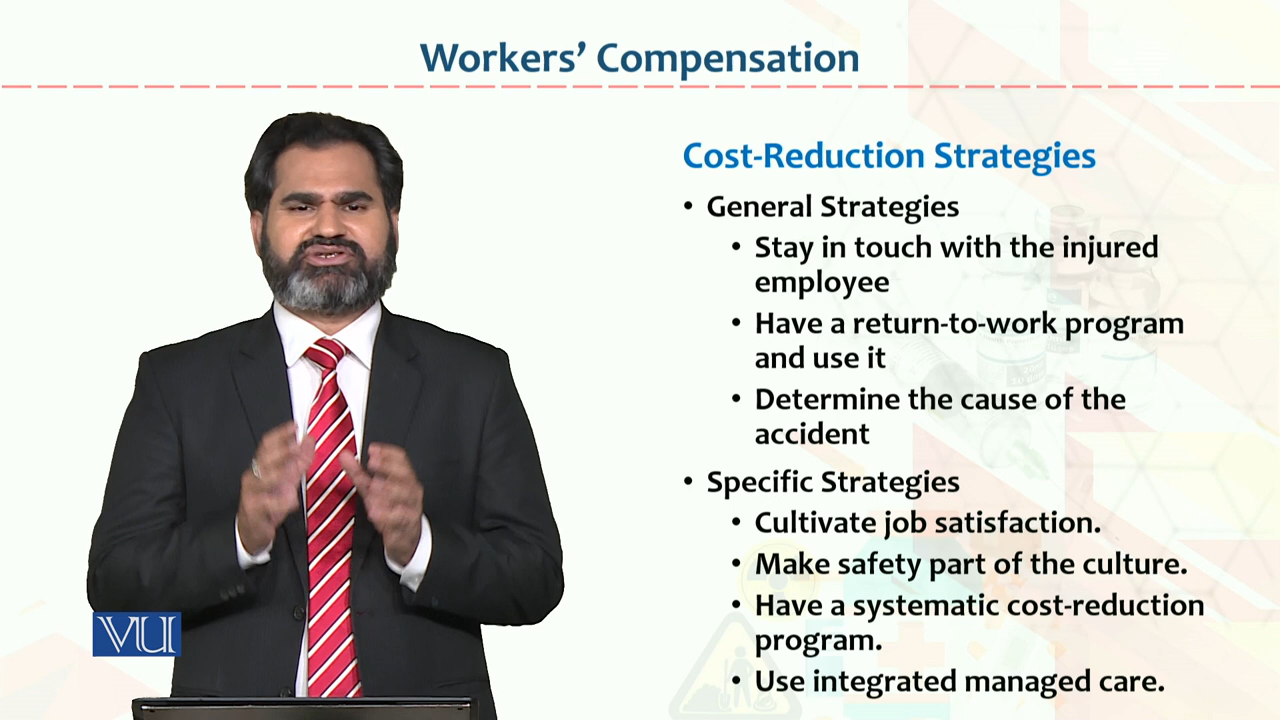 Workers’ Compensation
Cost-Reduction Strategies
• General Strategies
• Stay in touch with the injured
employee
• Have a return-to-work program
and use it
• Determine the cause of the
accident
• Specific Strategies
• Cultivate job satisfaction.
• Make safety part of the culture.
• Have a systematic cost-reduction
program.
• Use integrated managed care.
VU